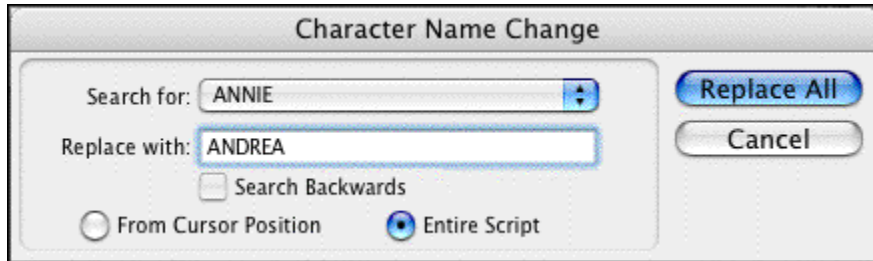 Character Name Change
Search for: ANNIE
Replace All
Replace with: ANDREA
Cancel
Search Backwards
From Cursor Position Entire Script